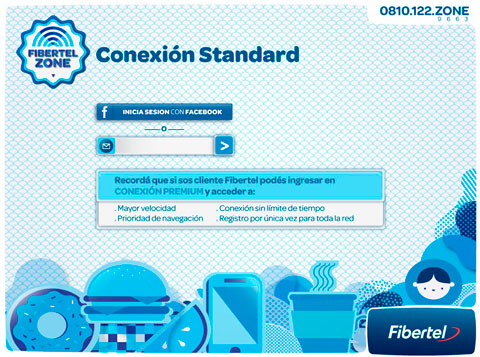 0810.122.ZONE
9663
FIBERTEL
ZONE
Conexión Standard
f INICIA SESION CON FACEBOOK
O
>
Recordá que si sos cliente Fibertel podés ingresar en
CONEXIÓN PREMIUM y acceder a:
. Mayor velocidad
. Conexión sin límite de tiempo
. Prioridad de navegación
. Registro por única vez para toda la red
Fibertel